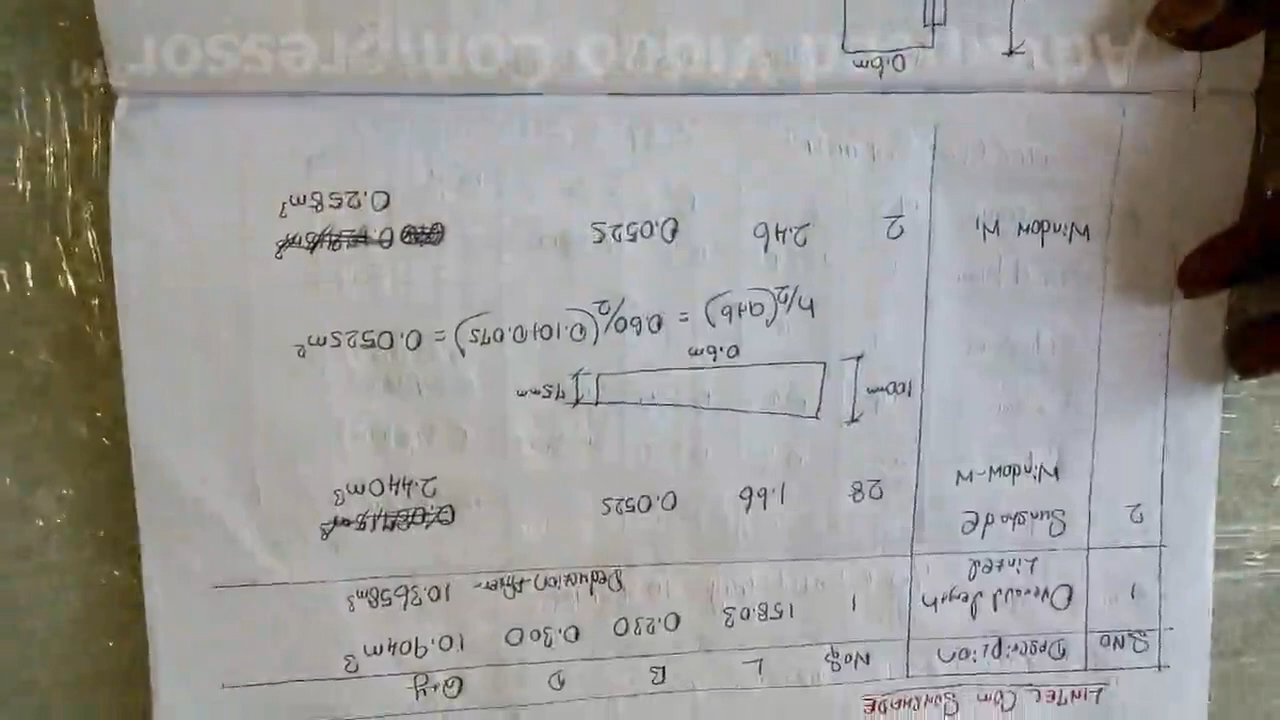 LINTEL Cum SUNSHADE
S.NO Description Nos L B D Qty
1 Overall length 1 158.03 0.230 0.300 10.904m³
Lintel Deduction After - 10.3658m³
2 Sunshade
Window-W 28 1.66 0.0525 2.440m³
100mm 75mm
0.6m
h/2(a+b) = 0.60/2(0.10+0.075) = 0.0525m²
Window W1 2 2.46 0.0525
0.258m³
0.6m
Advanced Video Compressor